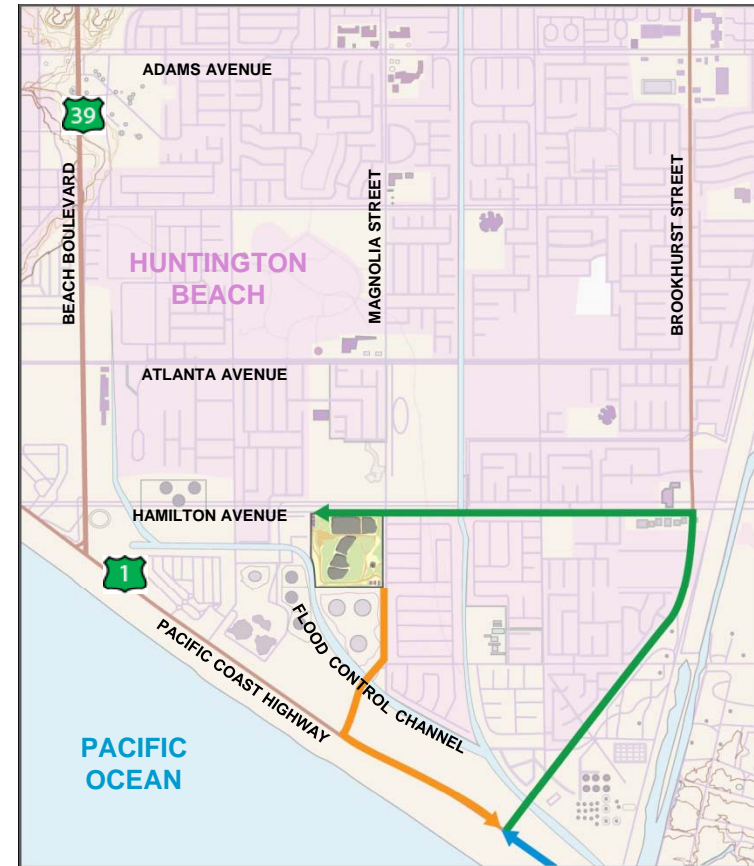 ADAMS AVENUE
39
BEACH BOULEVARD
MAGNOLIA STREET
BROOKHURST STREET
HUNTINGTON
BEACH
ATLANTA AVENUE
HAMILTON AVENUE
1
FLOOD CONTROL CHANNEL
PACIFIC COAST HIGHWAY
PACIFIC
OCEAN